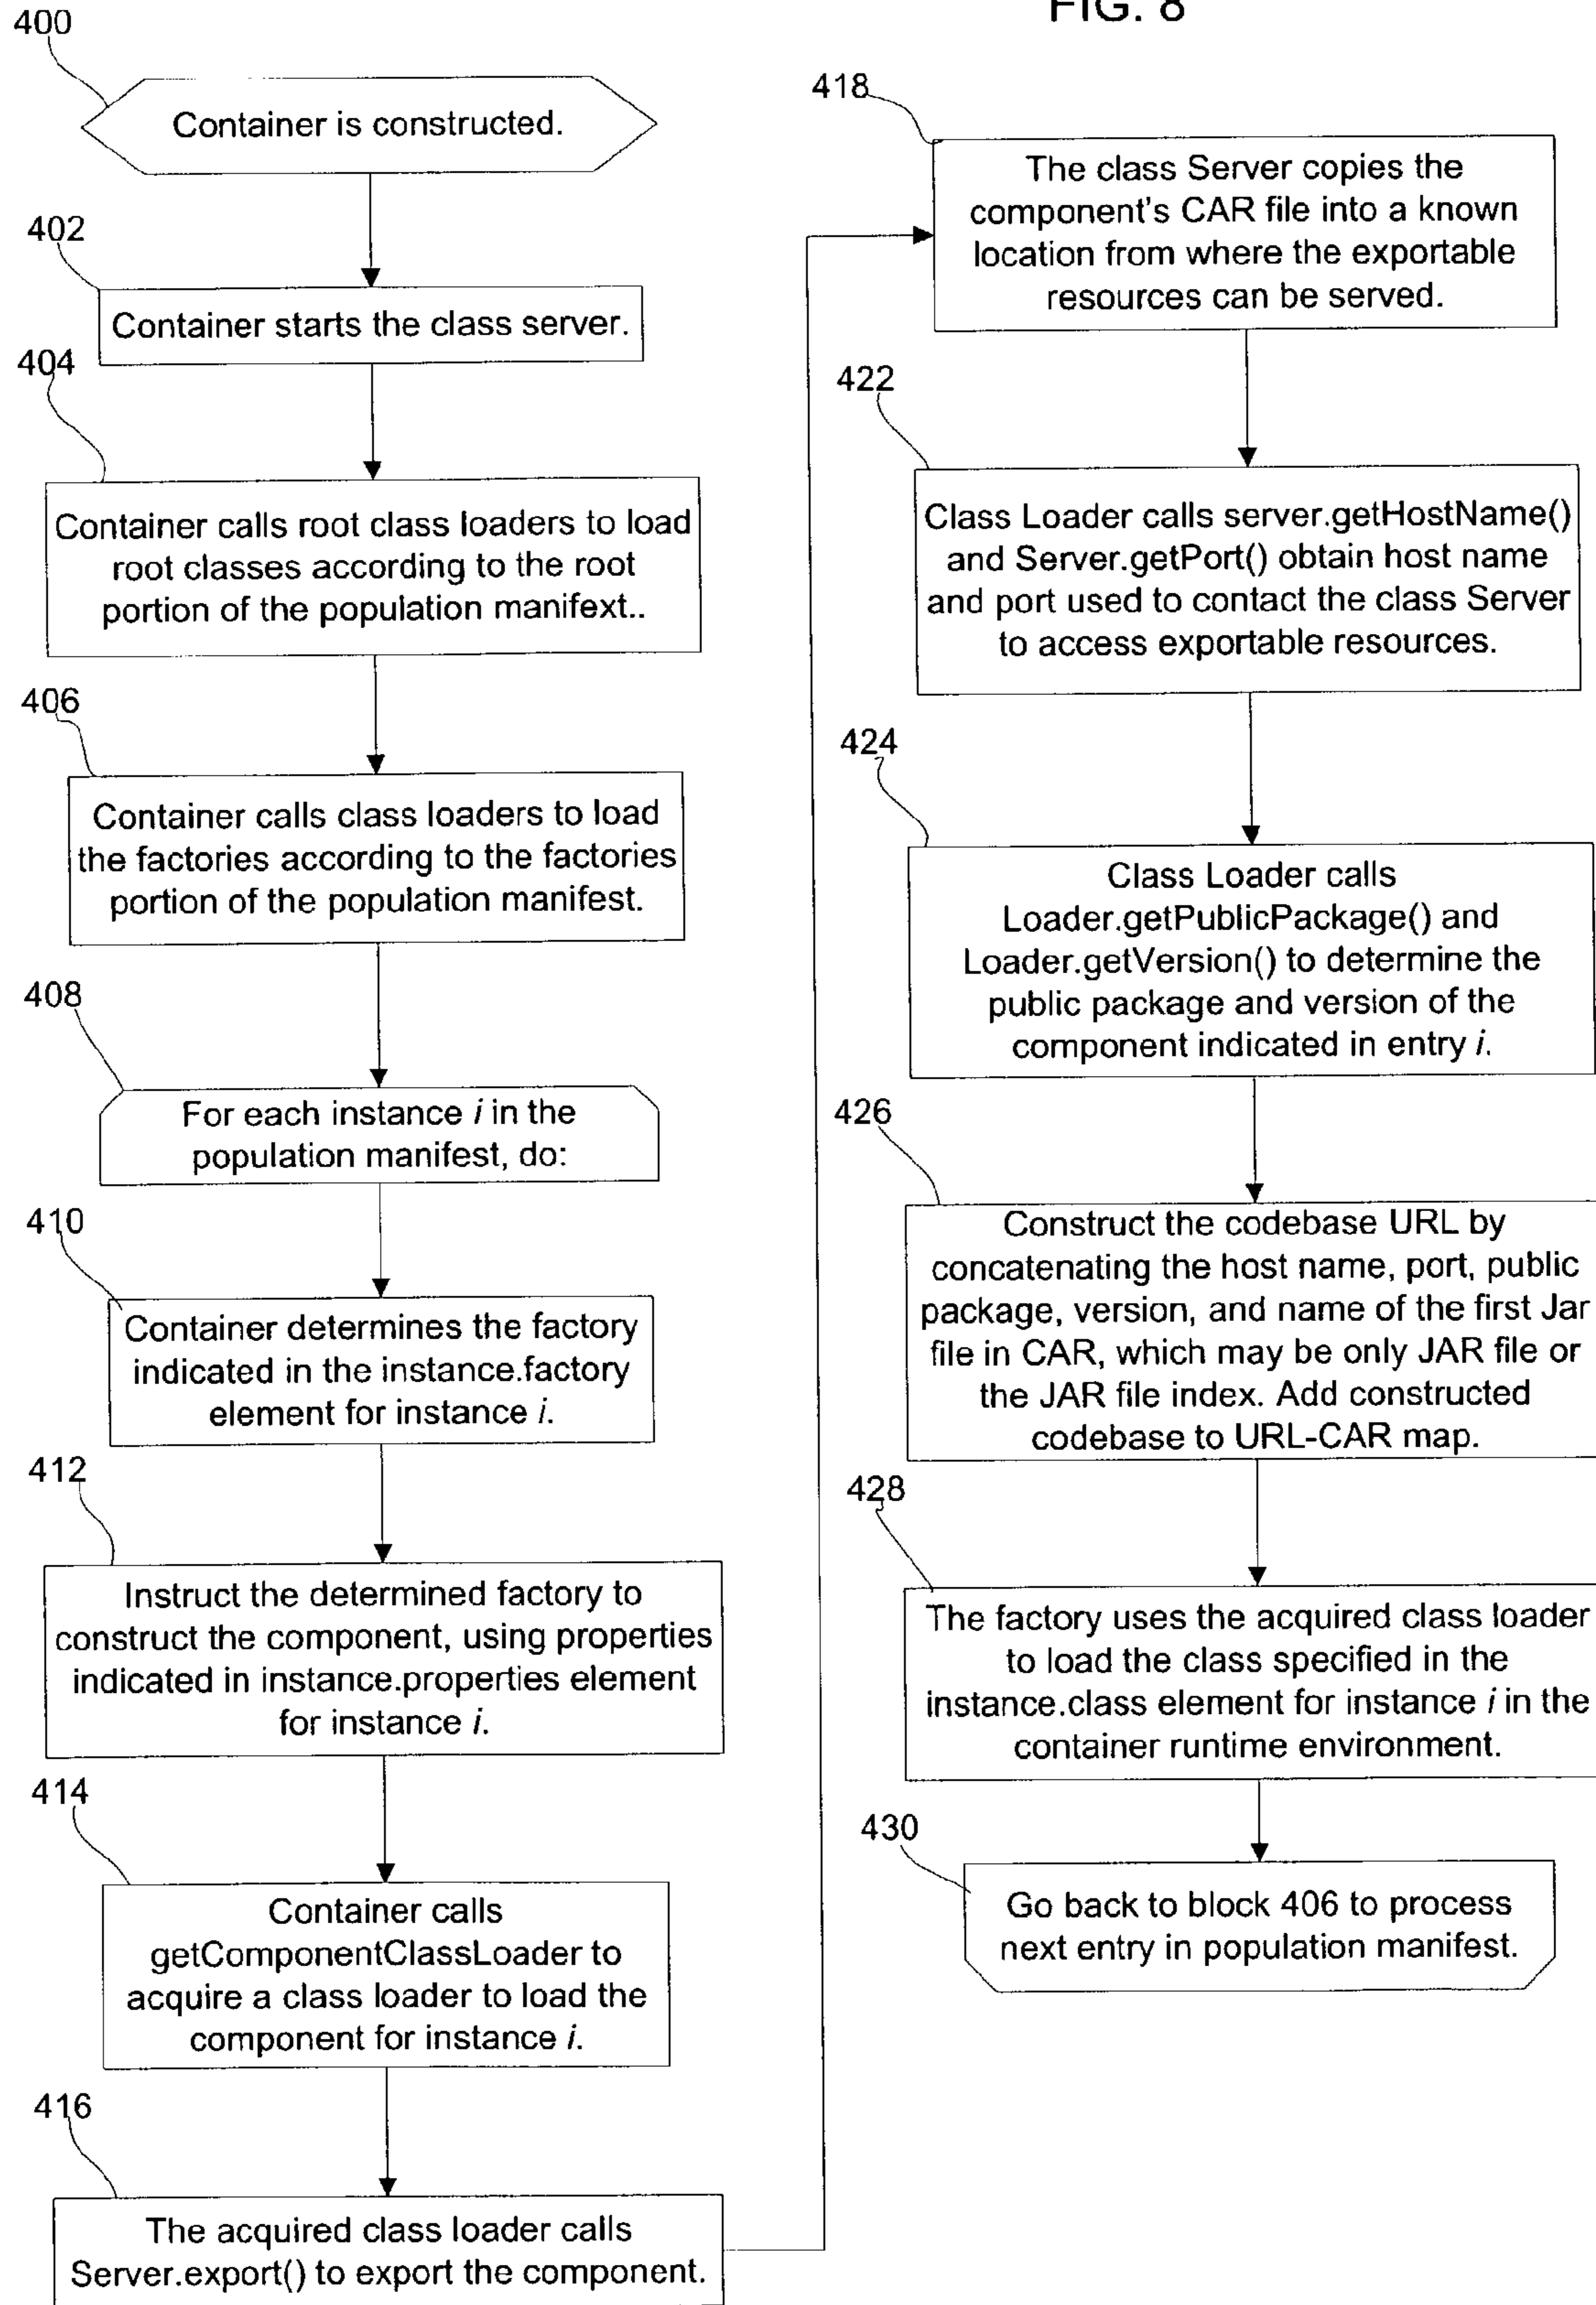 FIG. 8
400
Container is constructed.
402
Container starts the class server.
404
Container calls root class loaders to load
root classes according to the root
portion of the population manifext..
406
Container calls class loaders to load
the factories according to the factories
portion of the population manifest.
408
For each instance i in the
population manifest, do:
410
Container determines the factory
indicated in the instance.factory
element for instance i.
412
Instruct the determined factory to
construct the component, using properties
indicated in instance.properties element
for instance i.
414
Container calls
getComponentClassLoader to
acquire a class loader to load the
component for instance i.
416
The acquired class loader calls
Server.export() to export the component.
418
The class Server copies the
component's CAR file into a known
location from where the exportable
resources can be served.
422
Class Loader calls server.getHostName()
and Server.getPort() obtain host name
and port used to contact the class Server
to access exportable resources.
424
Class Loader calls
Loader.getPublicPackage() and
Loader.getVersion() to determine the
public package and version of the
component indicated in entry i.
426
Construct the codebase URL by
concatenating the host name, port, public
package, version, and name of the first Jar
file in CAR, which may be only JAR file or
the JAR file index. Add constructed
codebase to URL-CAR map.
428
The factory uses the acquired class loader
to load the class specified in the
instance.class element for instance i in the
container runtime environment.
430
Go back to block 406 to process
next entry in population manifest.